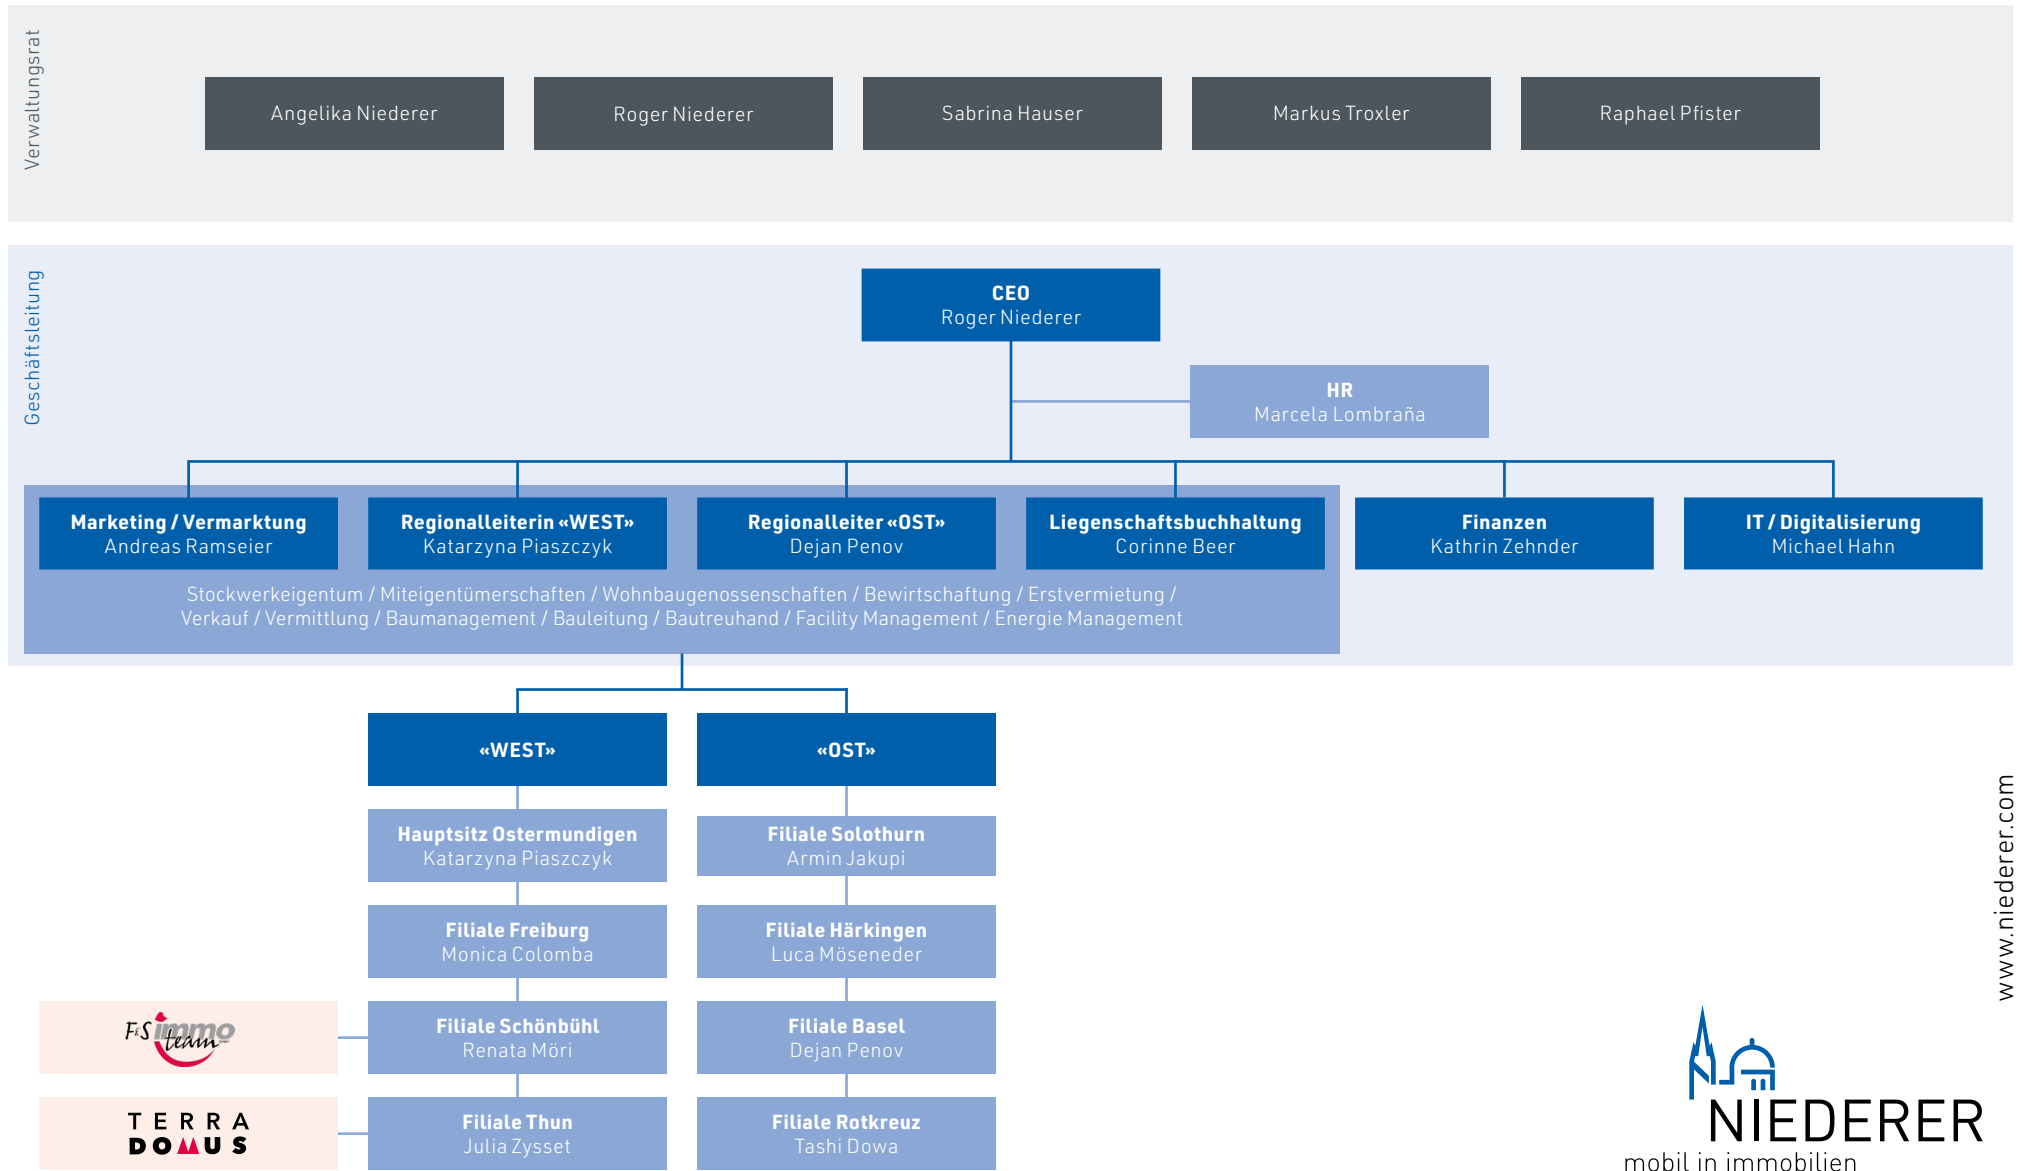 Verwaltungsrat
Angelika Niederer
Roger Niederer
Sabrina Hauser
Markus Troxler
Raphael Pfister
Geschäftsleitung
CEO
Roger Niederer
HR
Marcela Lombraña
Marketing / Vermarktung
Andreas Ramseier
Regionalleiterin «WEST»
Katarzyna Piaszczyk
Regionalleiter «OST»
Dejan Penov
Liegenschaftsbuchhaltung
Corinne Beer
Finanzen
Kathrin Zehnder
IT / Digitalisierung
Michael Hahn
Stockwerkeigentum / Miteigentümerschaften / Wohnbaugenossenschaften / Bewirtschaftung / Erstvermietung /
Verkauf / Vermittlung / Baumanagement / Bauleitung / Bautreuhand / Facility Management / Energie Management
«WEST»
«OST»
Hauptsitz Ostermundigen
Katarzyna Piaszczyk
Filiale Solothurn
Armin Jakupi
Filiale Freiburg
Monica Colomba
Filiale Härkingen
Luca Möseneder
F&S immo
team
Filiale Schönbühl
Renata Möri
Filiale Basel
Dejan Penov
TERRA
DOMUS
Filiale Thun
Julia Zysset
Filiale Rotkreuz
Tashi Dowa
www.niederer.com
NIEDERER
mobil in immobilien